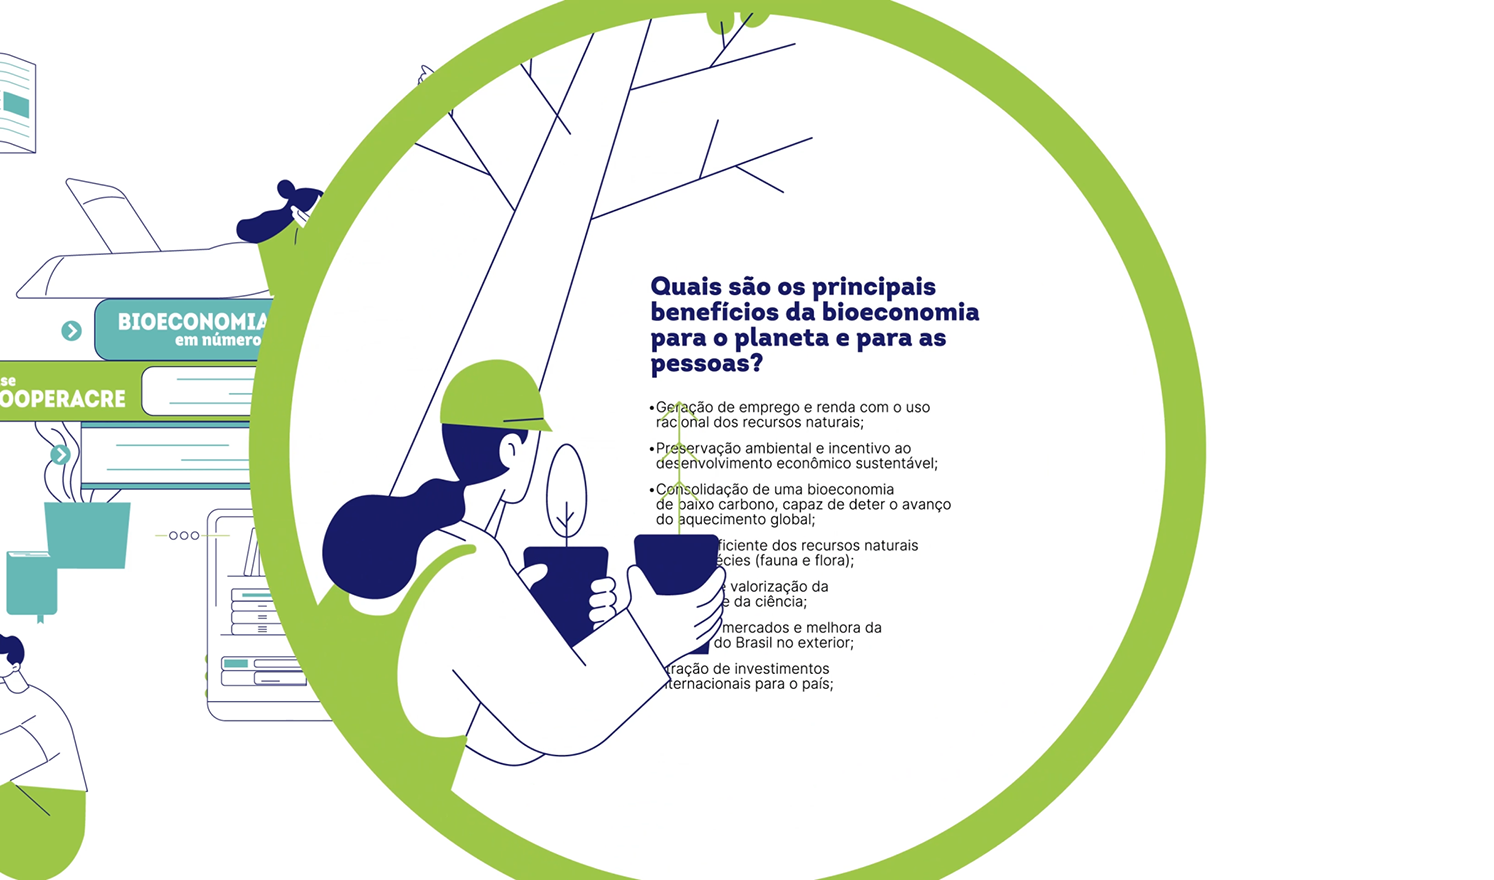 BIOECONOMIA
em número
se
OOPERACRE
Quais são os principais
benefícios da bioeconomia
para o planeta e para as
pessoas?
•Geração de emprego e renda com o uso
racional dos recursos naturais;
•Preservação ambiental e incentivo ao
desenvolvimento econômico sustentável;
•Consolidação de uma bioeconomia
de baixo carbono, capaz de deter o avanço
do aquecimento global;
ficiente dos recursos naturais
écies (fauna e flora);
e valorização da
e da ciência;
mercados e melhora da
do Brasil no exterior;
tração de investimentos
ternacionais para o país;